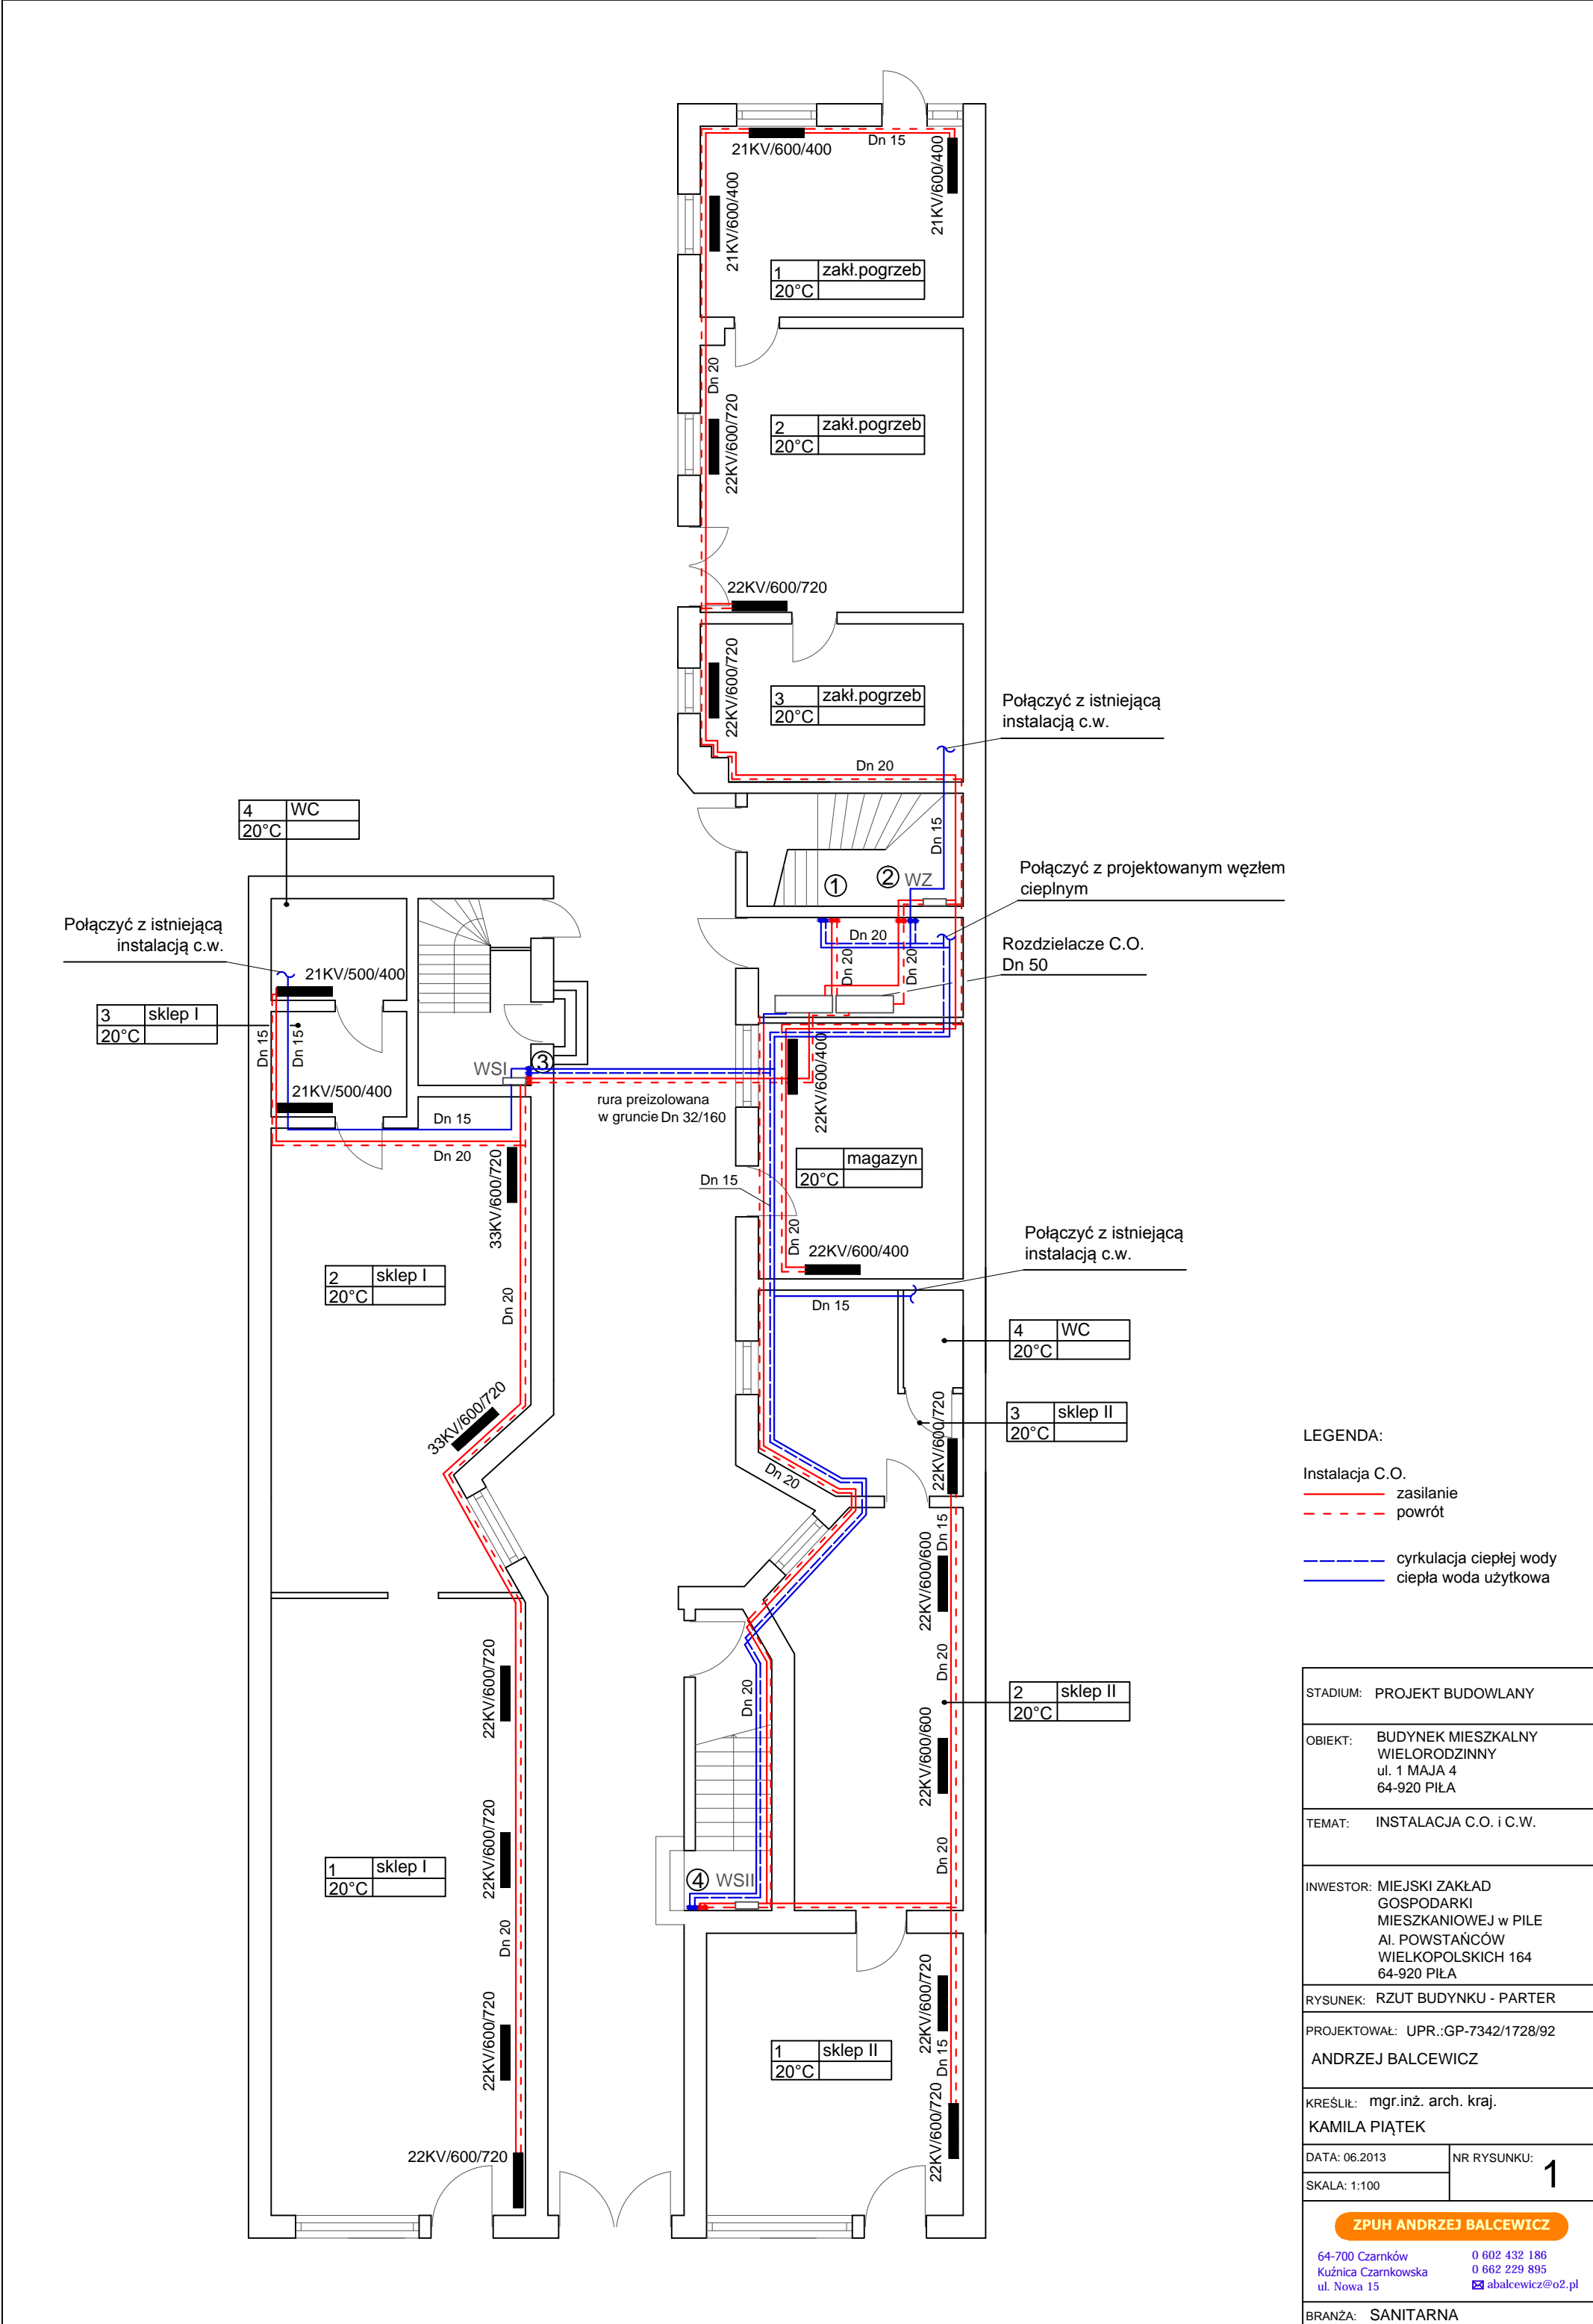 21KV/600/400
Dn 15
21KV/600/400
21KV/600/400
1 zakł.pogrzeb
20°C
Dn 20
22KV/600/720
2 zakł.pogrzeb
20°C
22KV/600/720
22KV/600/720
3 zakł.pogrzeb
20°C
Dn 20
Połączyć z istniejącą
instalacją c.w.
4 WC
20°C
Dn 15
1
2 WZ
Połączyć z projektowanym węzłem
cieplnym
Połączyć z istniejącą
instalacją c.w.
Dn 20
Dn 20
Dn 20
Rozdzielacze C.O.
Dn 50
21KV/500/400
3 sklep I
20°C
Dn 15
Dn 15
WSI
3
21KV/500/400
rura preizolowana
w gruncie Dn 32/160
22KV/600/400
Dn 15
Dn 20
33KV/600/720
magazyn
20°C
Dn 15
Dn 20
22KV/600/400
Połączyć z istniejącą
instalacją c.w.
2 sklep I
20°C
Dn 20
Dn 15
4 WC
20°C
33KV/600/720
22KV/600/720
3 sklep II
20°C
Dn 20
Dn 15
22KV/600/600
LEGENDA:
Instalacja C.O.
zasilanie
powrót
cyrkulacja ciepłej wody
ciepła woda użytkowa
22KV/600/720
Dn 20
Dn 20
2 sklep II
20°C
22KV/600/600
22KV/600/720
Dn 20
1 sklep I
20°C
4 WSII
Dn 20
22KV/600/720
22KV/600/720
1 sklep II
20°C
Dn 15
22KV/600/720
22KV/600/720
STADIUM: PROJEKT BUDOWLANY
OBIEKT: BUDYNEK MIESZKALNY
WIELORODZINNY
ul. 1 MAJA 4
64-920 PIŁA
TEMAT: INSTALACJA C.O. i C.W.
INWESTOR: MIEJSKI ZAKŁAD
GOSPODARKI
MIESZKANIOWEJ w PILE
Al. POWSTAŃCÓW
WIELKOPOLSKICH 164
64-920 PIŁA
RYSUNEK: RZUT BUDYNKU - PARTER
PROJEKTOWAŁ: UPR.:GP-7342/1728/92
ANDRZEJ BALCEWICZ
KREŚLIŁ: mgr.inż. arch. kraj.
KAMILA PIĄTEK
DATA: 06.2013
NR RYSUNKU: 1
SKALA: 1:100
ZPUH ANDRZEJ BALCEWICZ
64-700 Czarnków
Kuźnica Czarnkowska
ul. Nowa 15
0 602 432 186
0 662 229 895
abalcewicz@o2.pl
BRANŻA: SANITARNA